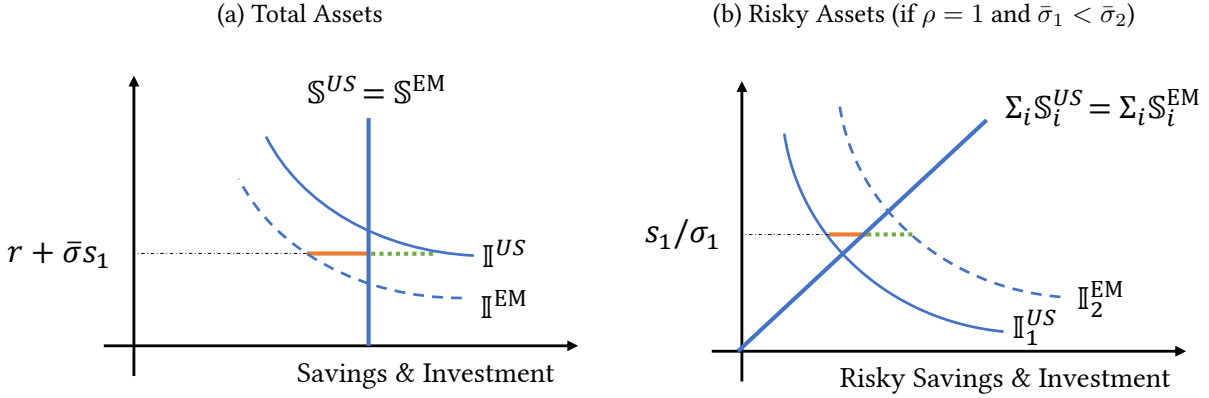 (a) Total Assets
𝕊^{US} = 𝕊^{EM}
r + σ̄s₁
𝕀^{US}
𝕀^{EM}
Savings & Investment
(b) Risky Assets (if ρ = 1 and σ̄₁ < σ̄₂)
Σᵢ𝕊ᵢ^{US} = Σᵢ𝕊ᵢ^{EM}
s₁/σ₁
𝕀₂^{EM}
𝕀₁^{US}
Risky Savings & Investment